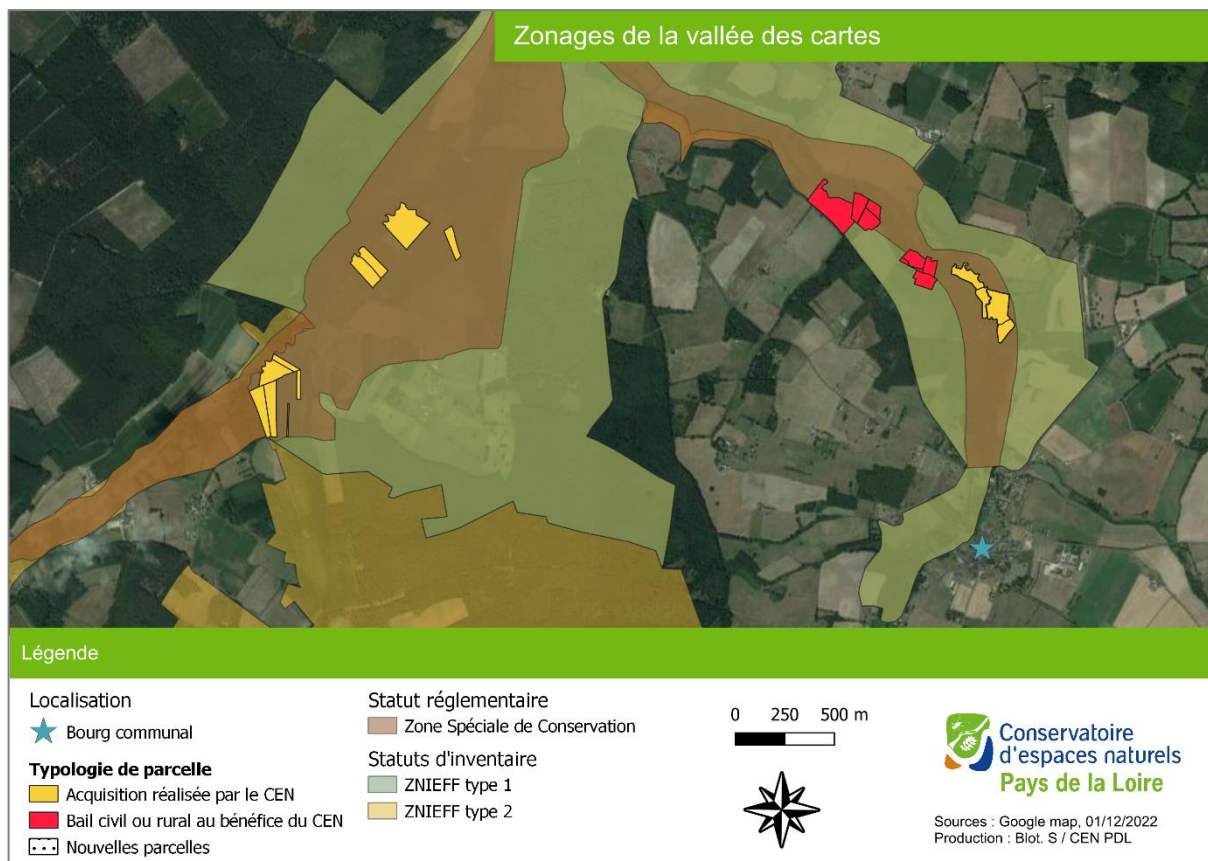 Zonages de la vallée des cartes
Légende
Localisation
Bourg communal
Typologie de parcelle
Acquisition réalisée par le CEN
Bail civil ou rural au bénéfice du CEN
Nouvelles parcelles
Statut réglementaire
Zone Spéciale de Conservation
Statuts d'inventaire
ZNIEFF type 1
ZNIEFF type 2
0 250 500 m
Conservatoire
d'espaces naturels
Pays de la Loire
Sources : Google map, 01/12/2022
Production : Blot. S / CEN PDL